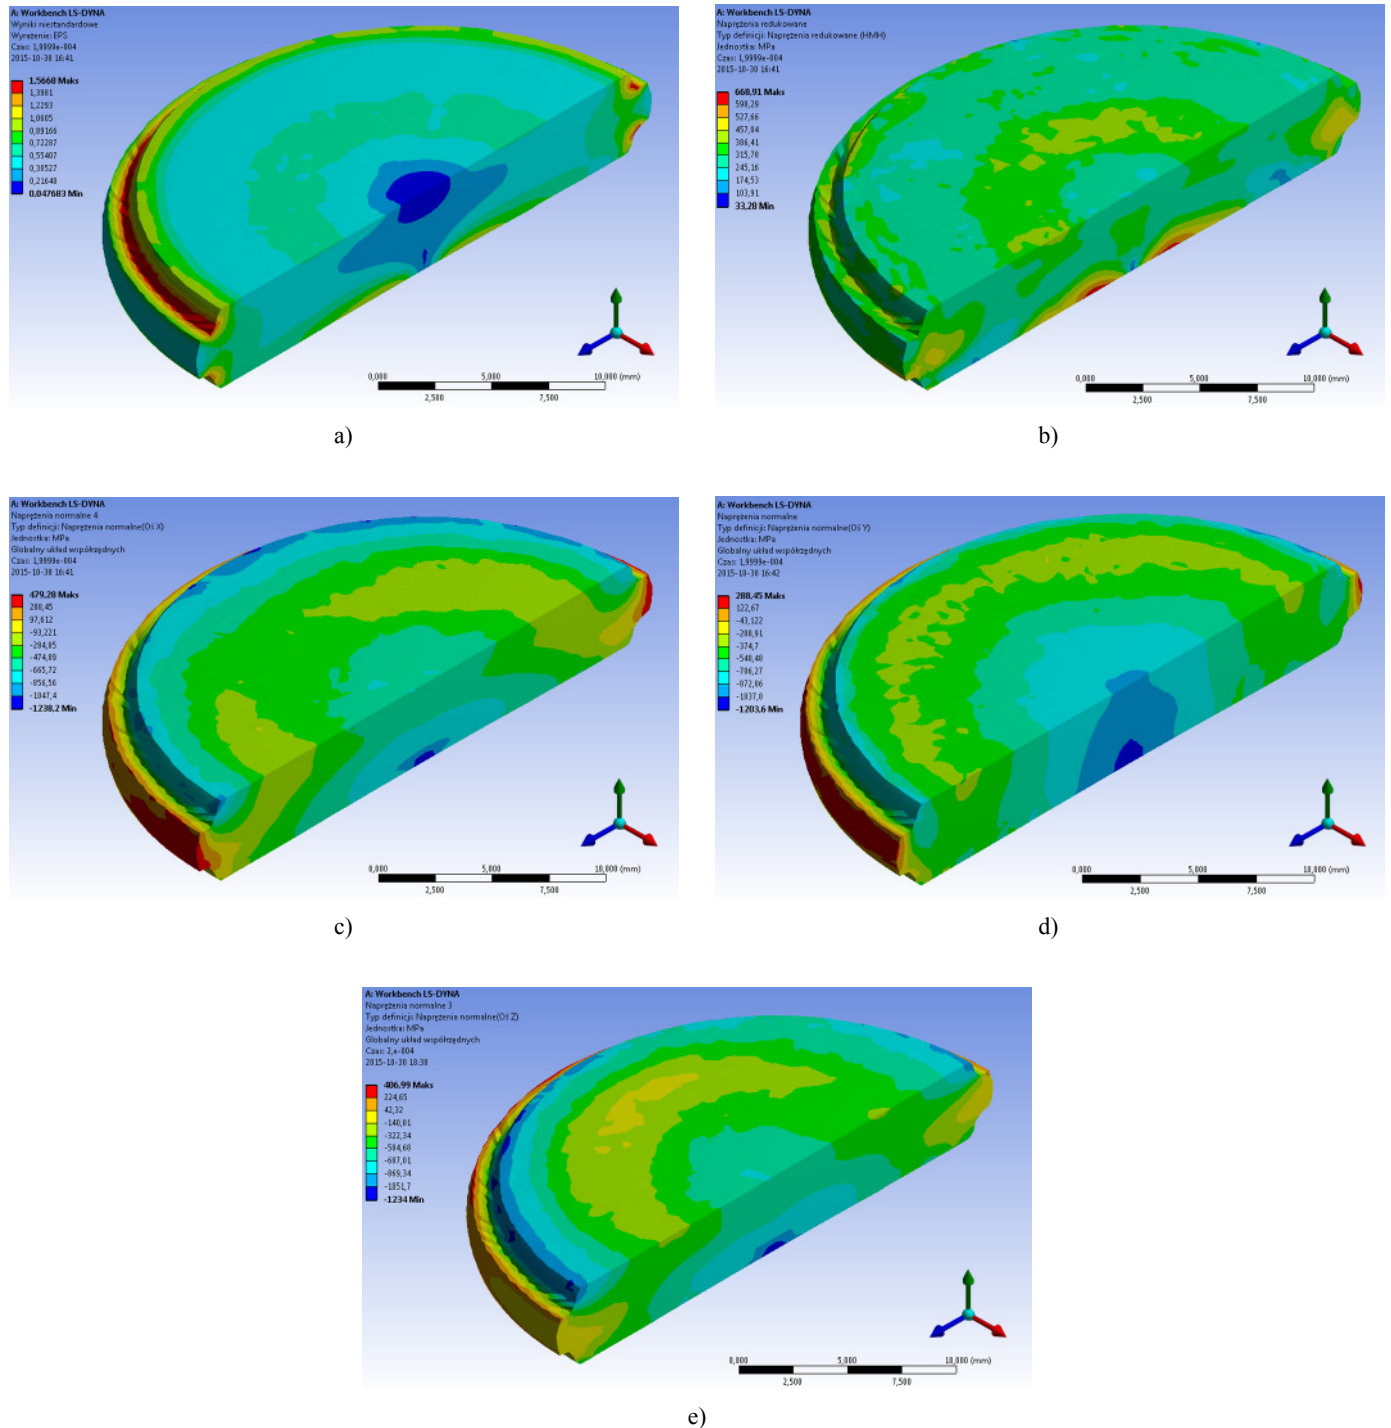 A: Workbench LS-DYNA
Wyniki niestandardowe
Wyrażenie: EPS
Czas: 1,9999e-004
2015-10-30 16:41
1,5668 Maks
1,3981
1,2293
1,0605
0,89166
0,72287
0,55407
0,38527
0,21648
0,047683 Min
0,000 5,000 10,000 (mm)
2,500 7,500
a)
A: Workbench LS-DYNA
Naprężenia redukowane
Typ definicji: Naprężenia redukowane (HMH)
Jednostka: MPa
Czas: 1,9999e-004
2015-10-30 16:41
668,91 Maks
598,29
527,66
457,04
386,41
315,78
245,16
174,53
103,91
33,28 Min
0,000 5,000 10,000 (mm)
2,500 7,500
b)
A: Workbench LS-DYNA
Naprężenia normalne 4
Typ definicji: Naprężenia normalne(Oś X)
Jednostka: MPa
Globalny układ współrzędnych
Czas: 1,9999e-004
2015-10-30 16:41
479,28 Maks
288,45
97,612
-93,221
-284,05
-474,89
-665,72
-856,56
-1047,4
-1238,2 Min
0,000 5,000 10,000 (mm)
2,500 7,500
c)
A: Workbench LS-DYNA
Naprężenia normalne
Typ definicji: Naprężenia normalne(Oś Y)
Jednostka: MPa
Globalny układ współrzędnych
Czas: 1,9999e-004
2015-10-30 16:42
288,45 Maks
122,67
-43,122
-208,91
-374,7
-540,48
-706,27
-872,06
-1037,8
-1203,6 Min
0,000 5,000 10,000 (mm)
2,500 7,500
d)
A: Workbench LS-DYNA
Naprężenia normalne 3
Typ definicji: Naprężenia normalne(Oś Z)
Jednostka: MPa
Globalny układ współrzędnych
Czas: 2,e-004
2015-10-30 18:38
406,99 Maks
224,65
42,32
-140,01
-322,34
-504,68
-687,01
-869,34
-1051,7
-1234 Min
0,000 5,000 10,000 (mm)
2,500 7,500
e)